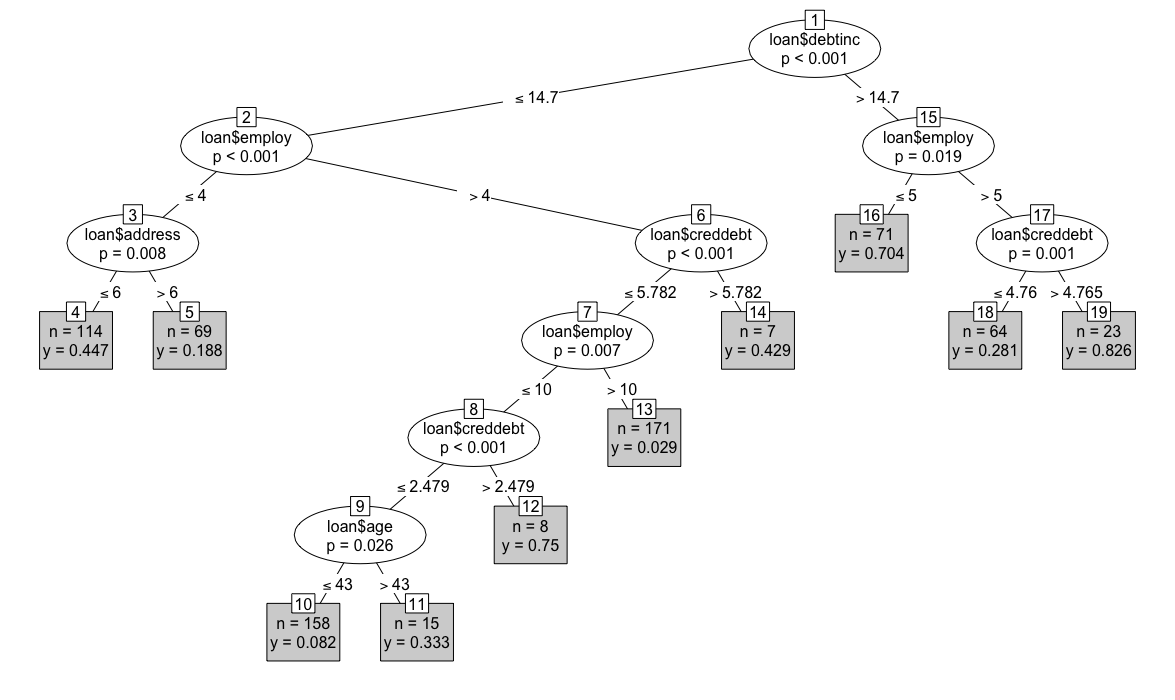 1
loan$debtinc
p < 0.001
≤ 14.7
> 14.7
2
loan$employ
p < 0.001
15
loan$employ
p = 0.019
≤ 4
> 4
≤ 5
> 5
3
loan$address
p = 0.008
6
loan$creddebt
p < 0.001
16
n = 71
y = 0.704
17
loan$creddebt
p = 0.001
≤ 6
> 6
≤ 5.782
> 5.782
≤ 4.76
> 4.765
4
n = 114
y = 0.447
5
n = 69
y = 0.188
7
loan$employ
p = 0.007
14
n = 7
y = 0.429
18
n = 64
y = 0.281
19
n = 23
y = 0.826
≤ 10
> 10
8
loan$creddebt
p < 0.001
13
n = 171
y = 0.029
≤ 2.479
> 2.479
9
loan$age
p = 0.026
12
n = 8
y = 0.75
≤ 43
> 43
10
n = 158
y = 0.082
11
n = 15
y = 0.333